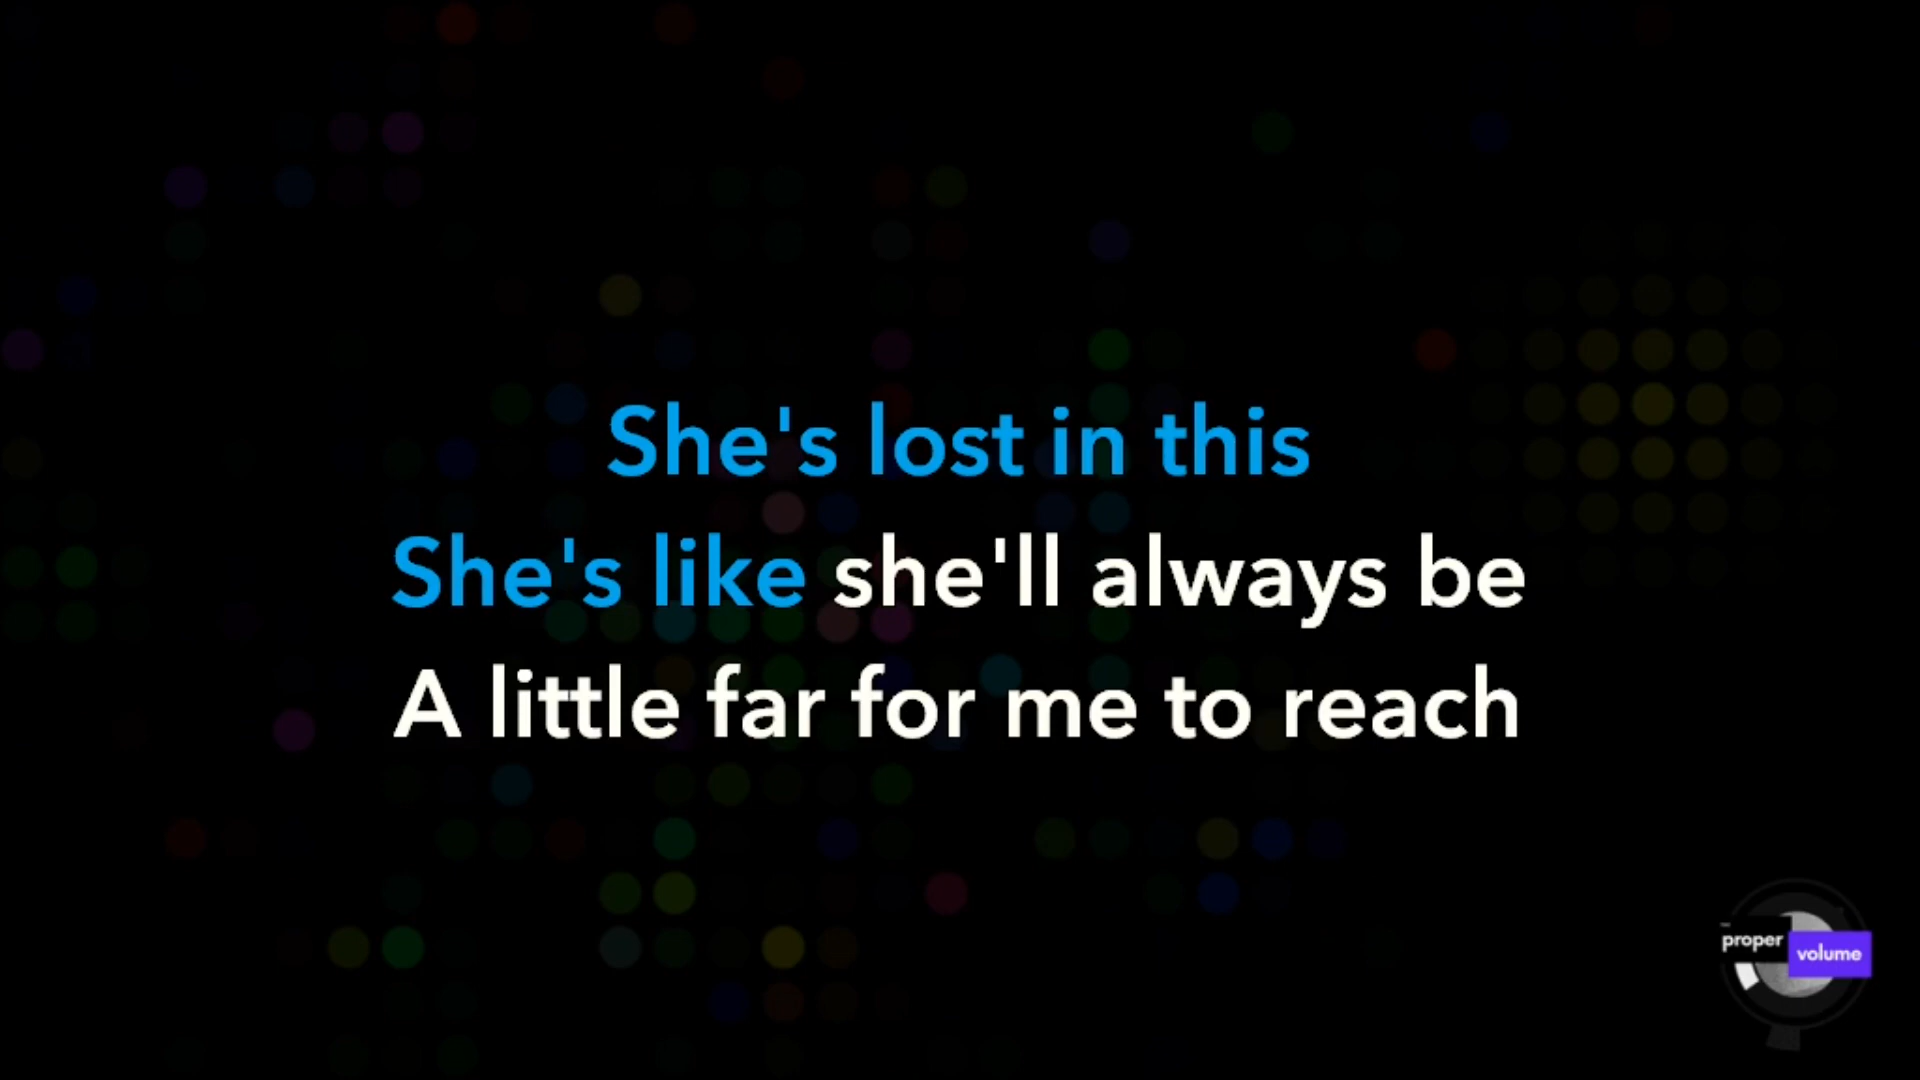 She's lost in this
She's like she'll always be
A little far for me to reach
proper
volume